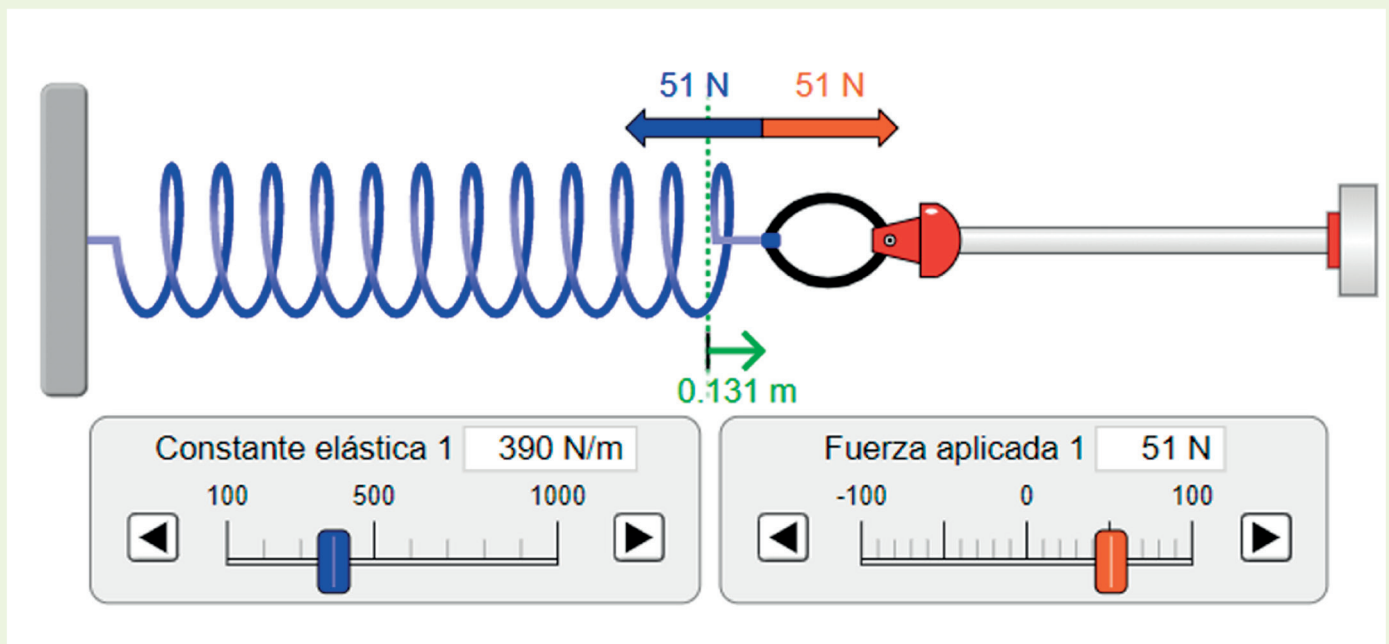 51 N 51 N
0.131 m
Constante elástica 1 390 N/m
100 500 1000
Fuerza aplicada 1 51 N
-100 0 100